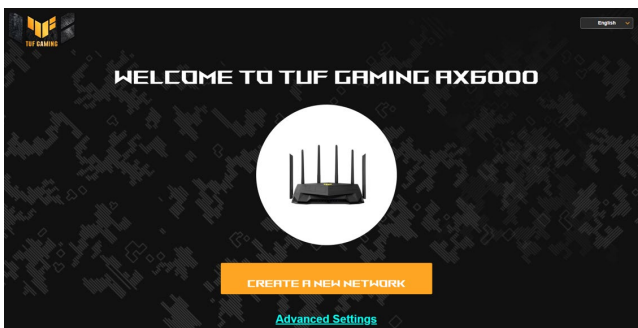 TUF GAMING
English
WELCOME TO TUF GAMING AX6000
CREATE A NEW NETWORK
Advanced Settings